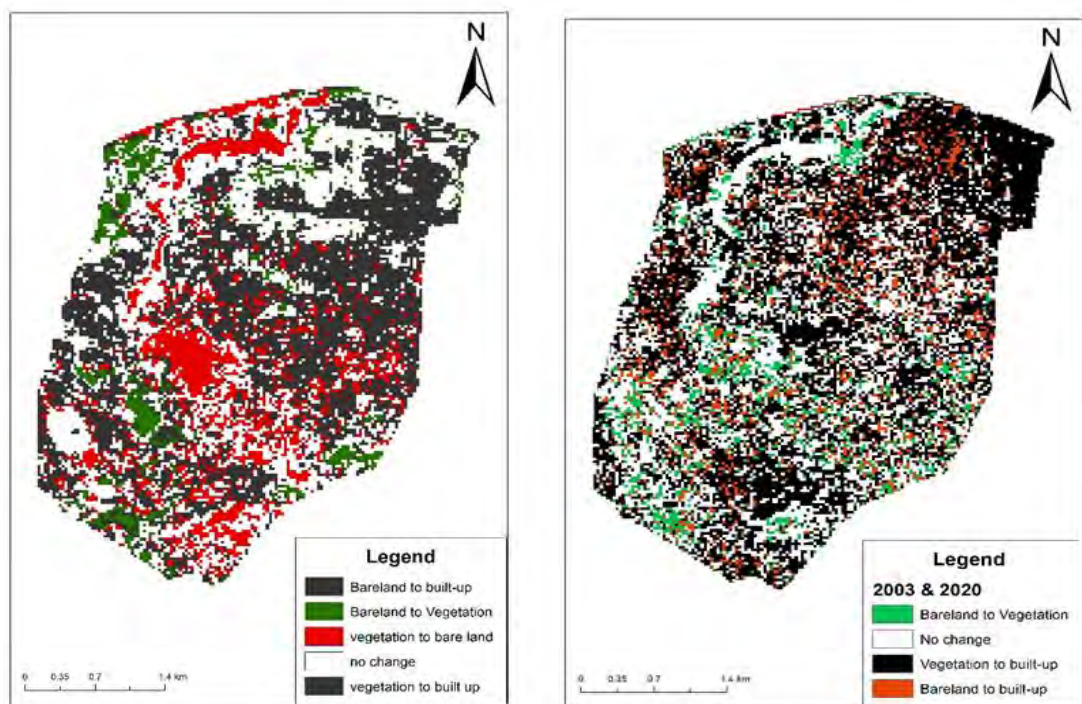 N
Legend
Bareland to built-up
Bareland to Vegetation
vegetation to bare land
no change
vegetation to built up
0 0.35 0.7 1.4 km
N
Legend
2003 & 2020
Bareland to Vegetation
No change
Vegetation to built-up
Bareland to built-up
0 0.35 0.7 1.4 km